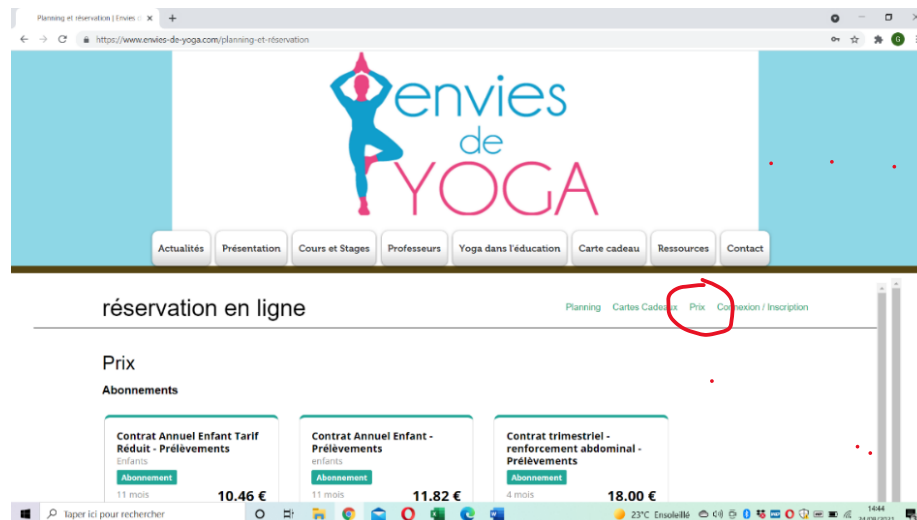 Planning et réservation | Envies d
https://www.envies-de-yoga.com/planning-et-réservation
G
envies
de
YOGA
Actualités Présentation Cours et Stages Professeurs Yoga dans l'éducation Carte cadeau Ressources Contact
réservation en ligne
Planning Cartes Cadeaux Prix Connexion / Inscription
Prix
Abonnements
Contrat Annuel Enfant Tarif
Réduit - Prélèvements
Enfants
Abonnement
11 mois 10.46 €
Contrat Annuel Enfant -
Prélèvements
enfants
Abonnement
11 mois 11.82 €
Contrat trimestriel -
renforcement abdominal -
Prélèvements
Abonnement
4 mois 18.00 €
Taper ici pour rechercher
23°C Ensoleillé
14:44